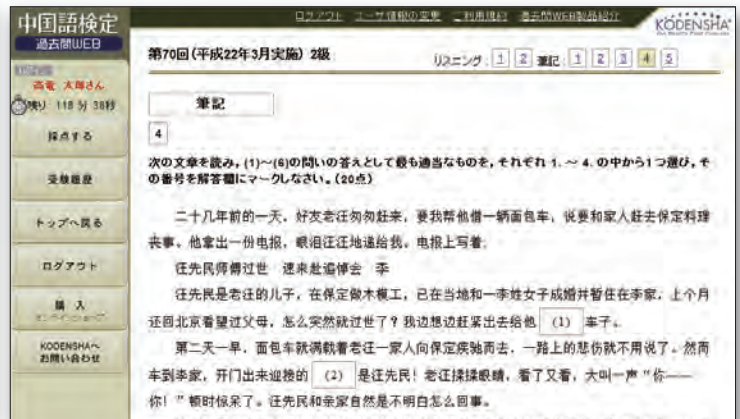 中国語検定
過去問WEB
ログアウト ユーザ情報の変更 ご利用規約 過去問WEB製品紹介
KODENSHA
第70回(平成22年3月実施) 2級
リスニング: 1 2 筆記: 1 2 3 4 5
高電 太郎さん
残り 118 分 38秒
採点する
受験履歴
トップへ戻る
ログアウト
購 入
KODENSHAへ
お問い合わせ
筆記
4
次の文章を読み,(1)~(6)の問いの答えとして最も適当なものを,それぞれ 1. ~ 4. の中から1つ選び,そ
の番号を解答欄にマークしなさい。(20点)
二十几年前的一天,好友老汪匆匆赶来,要我帮他借一辆面包车,说要和家人赶去保定料理
丧事。他拿出一份电报,眼泪汪汪地递给我。电报上写着:
汪先民师傅过世 速来赴追悼会 李
汪先民是老汪的儿子,在保定做木模工,已在当地和一李姓女子成婚并暂住在李家,上个月
还回北京看望过父母,怎么突然就过世了?我边想边赶紧出去给他 (1) 车子。
第二天一早,面包车就满载着老汪一家人向保定疾驰而去,一路上的悲伤就不用说了。然而
车到李家,开门出来迎接的 (2) 是汪先民!老汪揉揉眼睛,看了又看,大叫一声“你——
你!”顿时惊呆了。汪先民和亲家自然是不明白怎么回事。